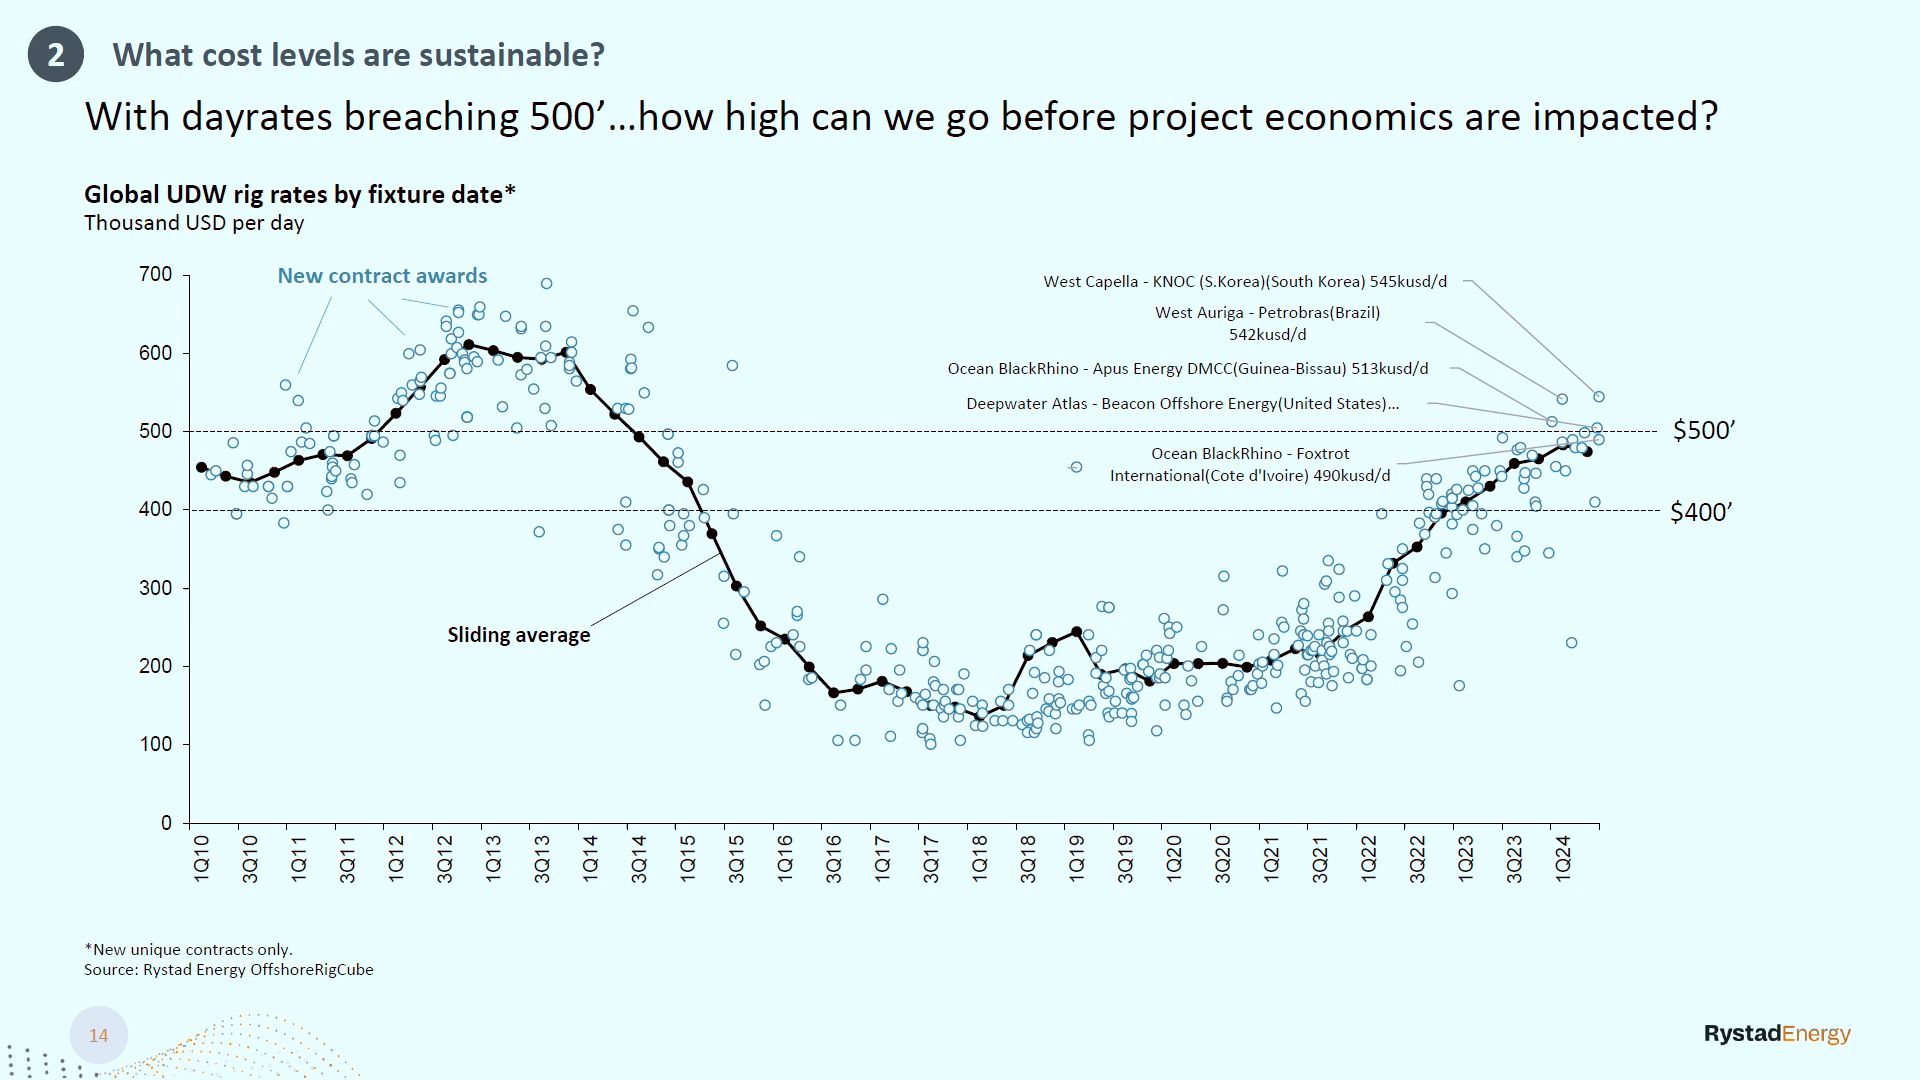 2
What cost levels are sustainable?
With dayrates breaching 500’…how high can we go before project economics are impacted?
Global UDW rig rates by fixture date*
Thousand USD per day
New contract awards
West Capella - KNOC (S.Korea)(South Korea) 545kusd/d
West Auriga - Petrobras(Brazil)
542kusd/d
Ocean BlackRhino - Apus Energy DMCC(Guinea-Bissau) 513kusd/d
Deepwater Atlas - Beacon Offshore Energy(United States)...
Ocean BlackRhino - Foxtrot
International(Cote d'Ivoire) 490kusd/d
$500’
$400’
Sliding average
700
600
500
400
300
200
100
0
1Q10
3Q10
1Q11
3Q11
1Q12
3Q12
1Q13
3Q13
1Q14
3Q14
1Q15
3Q15
1Q16
3Q16
1Q17
3Q17
1Q18
3Q18
1Q19
3Q19
1Q20
3Q20
1Q21
3Q21
1Q22
3Q22
1Q23
3Q23
1Q24
*New unique contracts only.
Source: Rystad Energy OffshoreRigCube
14
RystadEnergy